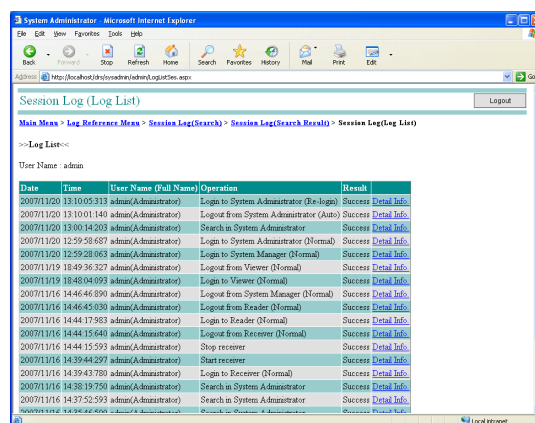 System Administrator - Microsoft Internet Explorer
File Edit View Favorites Tools Help
Back Forward Stop Refresh Home Search Favorites History Mail Print Edit
Address http://localhost/drs/sysadmin/admin/LogListSes.aspx Go
Session Log (Log List) Logout
Main Menu > Log Reference Menu > Session Log(Search) > Session Log(Search Result) > Session Log(Log List)
>>Log List<<
User Name : admin
Date Time User Name (Full Name) Operation Result
2007/11/20 13:10:05:313 admin(Administrator) Login to System Administrator (Re-login) Success Detail Info.
2007/11/20 13:10:01:140 admin(Administrator) Logout from System Administrator (Auto) Success Detail Info.
2007/11/20 13:00:14:203 admin(Administrator) Search in System Administrator Success Detail Info.
2007/11/20 12:59:58:687 admin(Administrator) Login to System Administrator (Normal) Success Detail Info.
2007/11/20 12:59:28:063 admin(Administrator) Login to System Manager (Normal) Success Detail Info.
2007/11/19 18:49:36:327 admin(Administrator) Logout from Viewer (Normal) Success Detail Info.
2007/11/19 18:48:04:093 admin(Administrator) Login to Viewer (Normal) Success Detail Info.
2007/11/16 14:46:46:890 admin(Administrator) Logout from System Manager (Normal) Success Detail Info.
2007/11/16 14:46:45:030 admin(Administrator) Logout from Reader (Normal) Success Detail Info.
2007/11/16 14:44:17:983 admin(Administrator) Login to Reader (Normal) Success Detail Info.
2007/11/16 14:44:15:640 admin(Administrator) Logout from Receiver (Normal) Success Detail Info.
2007/11/16 14:44:15:593 admin(Administrator) Stop receiver Success Detail Info.
2007/11/16 14:39:44:297 admin(Administrator) Start receiver Success Detail Info.
2007/11/16 14:39:43:780 admin(Administrator) Login to Receiver (Normal) Success Detail Info.
2007/11/16 14:38:19:750 admin(Administrator) Search in System Administrator Success Detail Info.
2007/11/16 14:37:52:593 admin(Administrator) Search in System Administrator Success Detail Info.
2007/11/16 14:35:46:500 admin(Administrator) Search in System Administrator Success Detail Info.
Local intranet